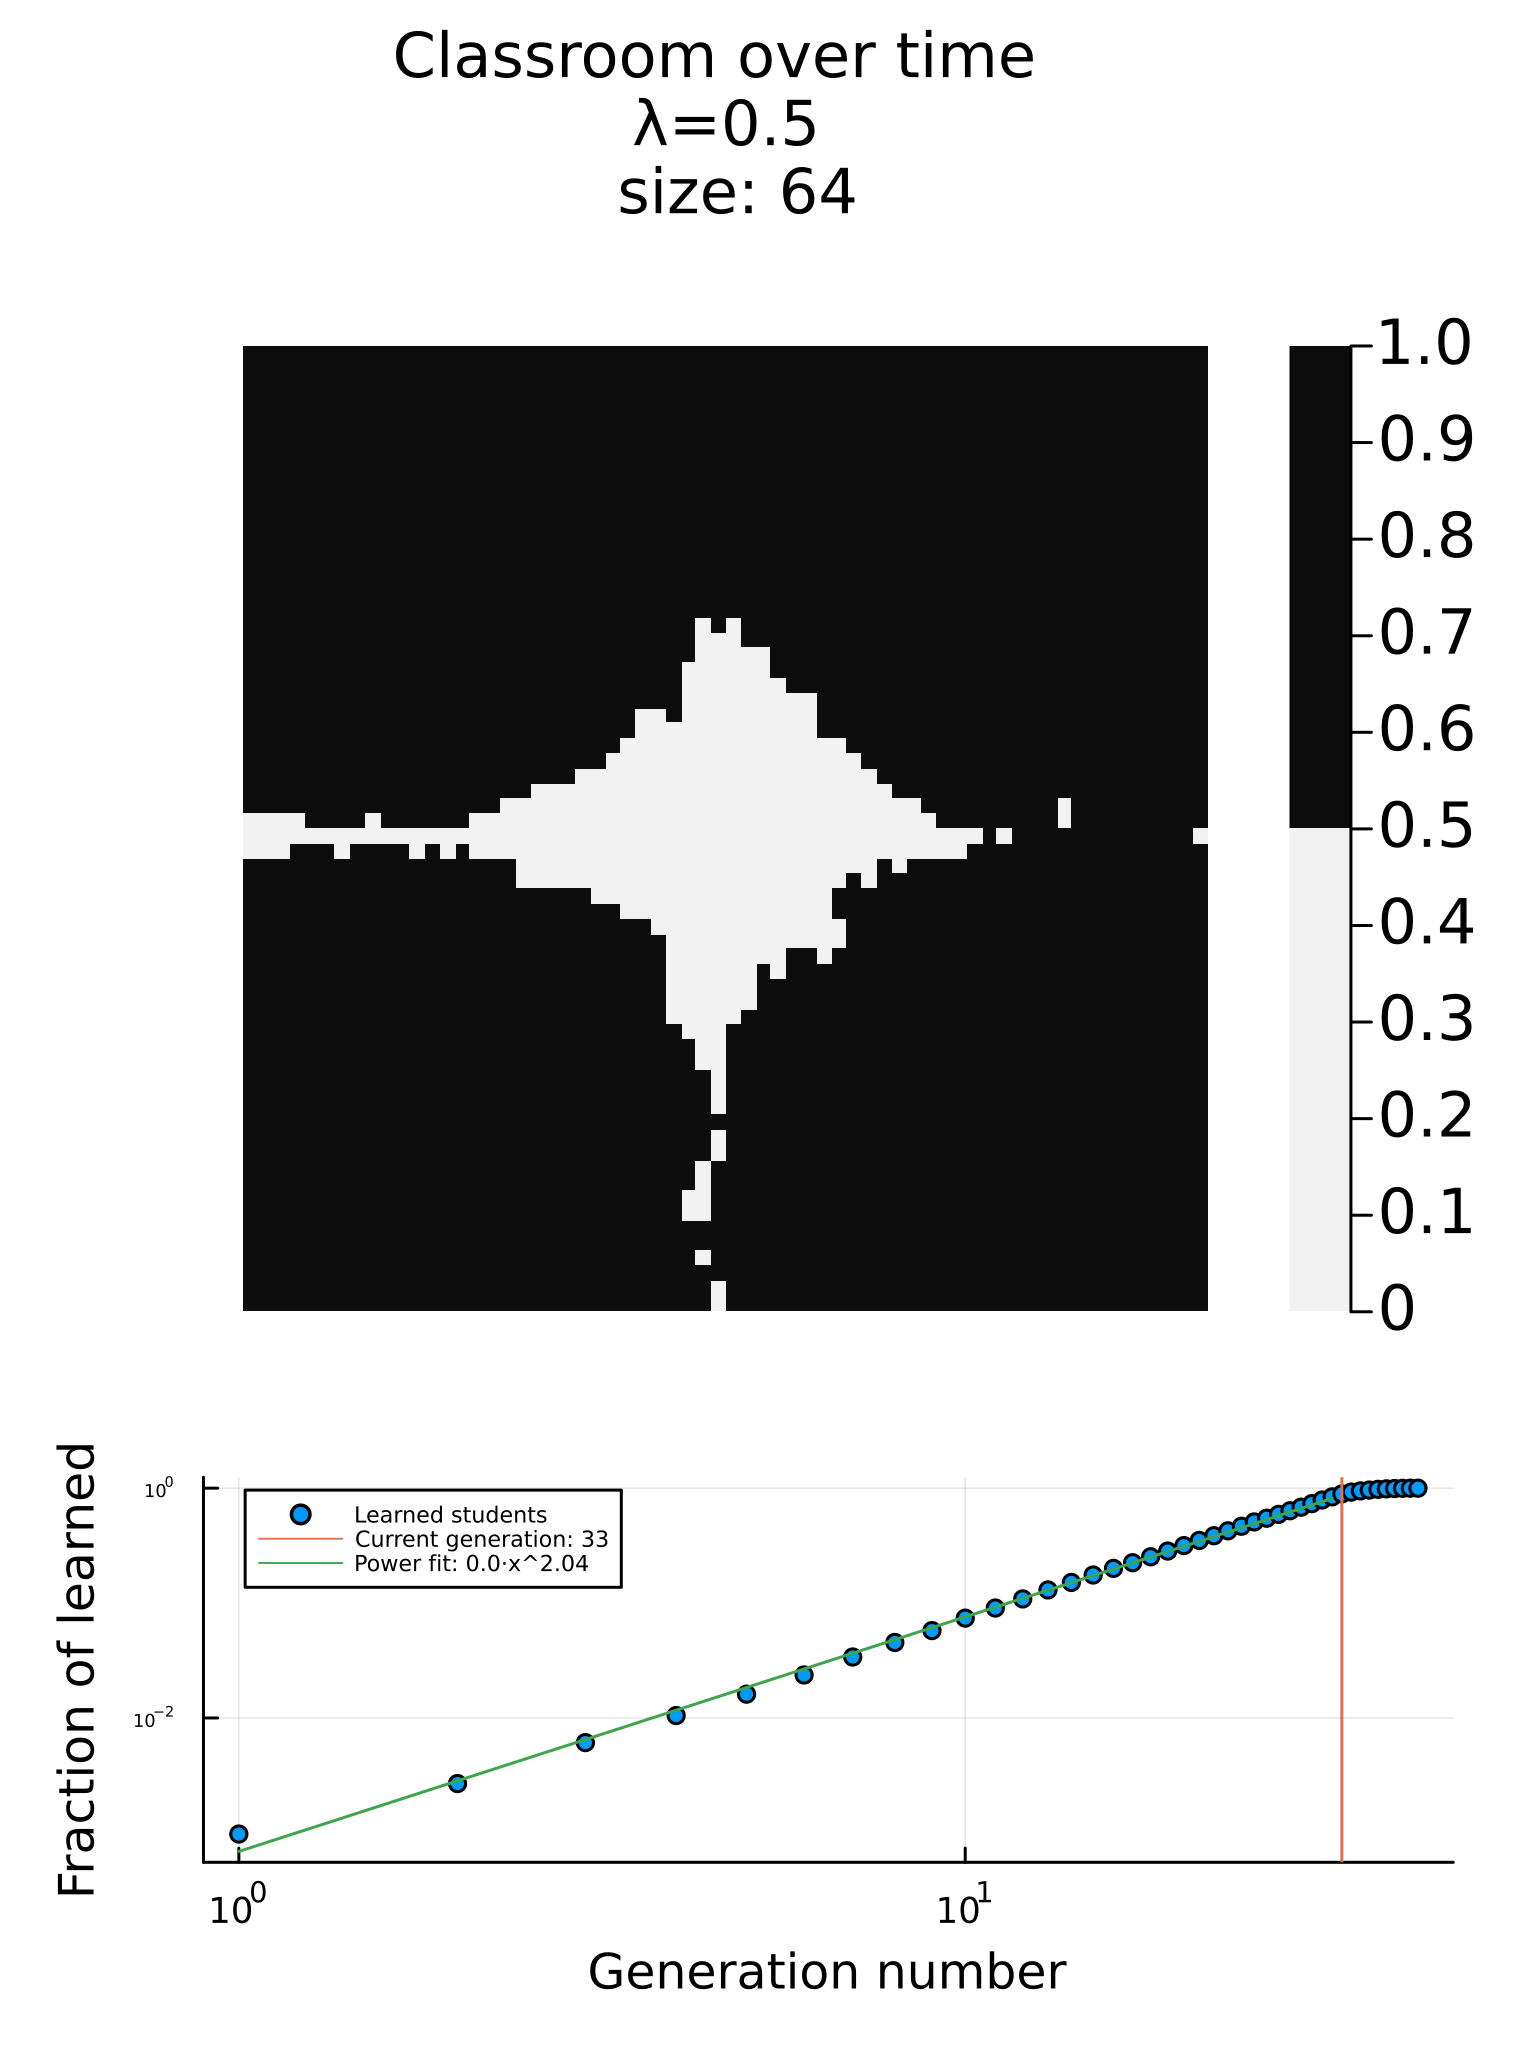 Classroom over time
λ=0.5
size: 64
1.0
0.9
0.8
0.7
0.6
0.5
0.4
0.3
0.2
0.1
0
Fraction of learned
10^0
10^−2
Learned students
Current generation: 33
Power fit: 0.0·x^2.04
10^0
10^1
Generation number